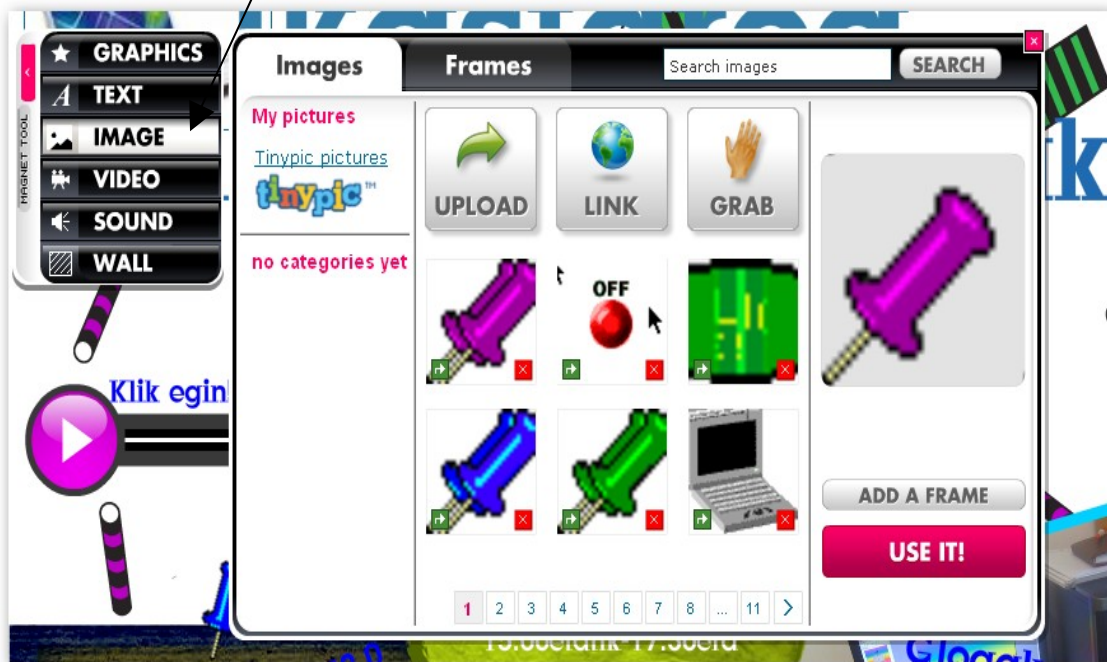 GRAPHICS
TEXT
IMAGE
VIDEO
SOUND
WALL
MAGNET TOOL
Images
Frames
Search images
SEARCH
My pictures
Tinypic pictures
tinypic™
no categories yet
UPLOAD
LINK
GRAB
OFF
ADD A FRAME
USE IT!
1 2 3 4 5 6 7 8 ... 11 >
Klik egin